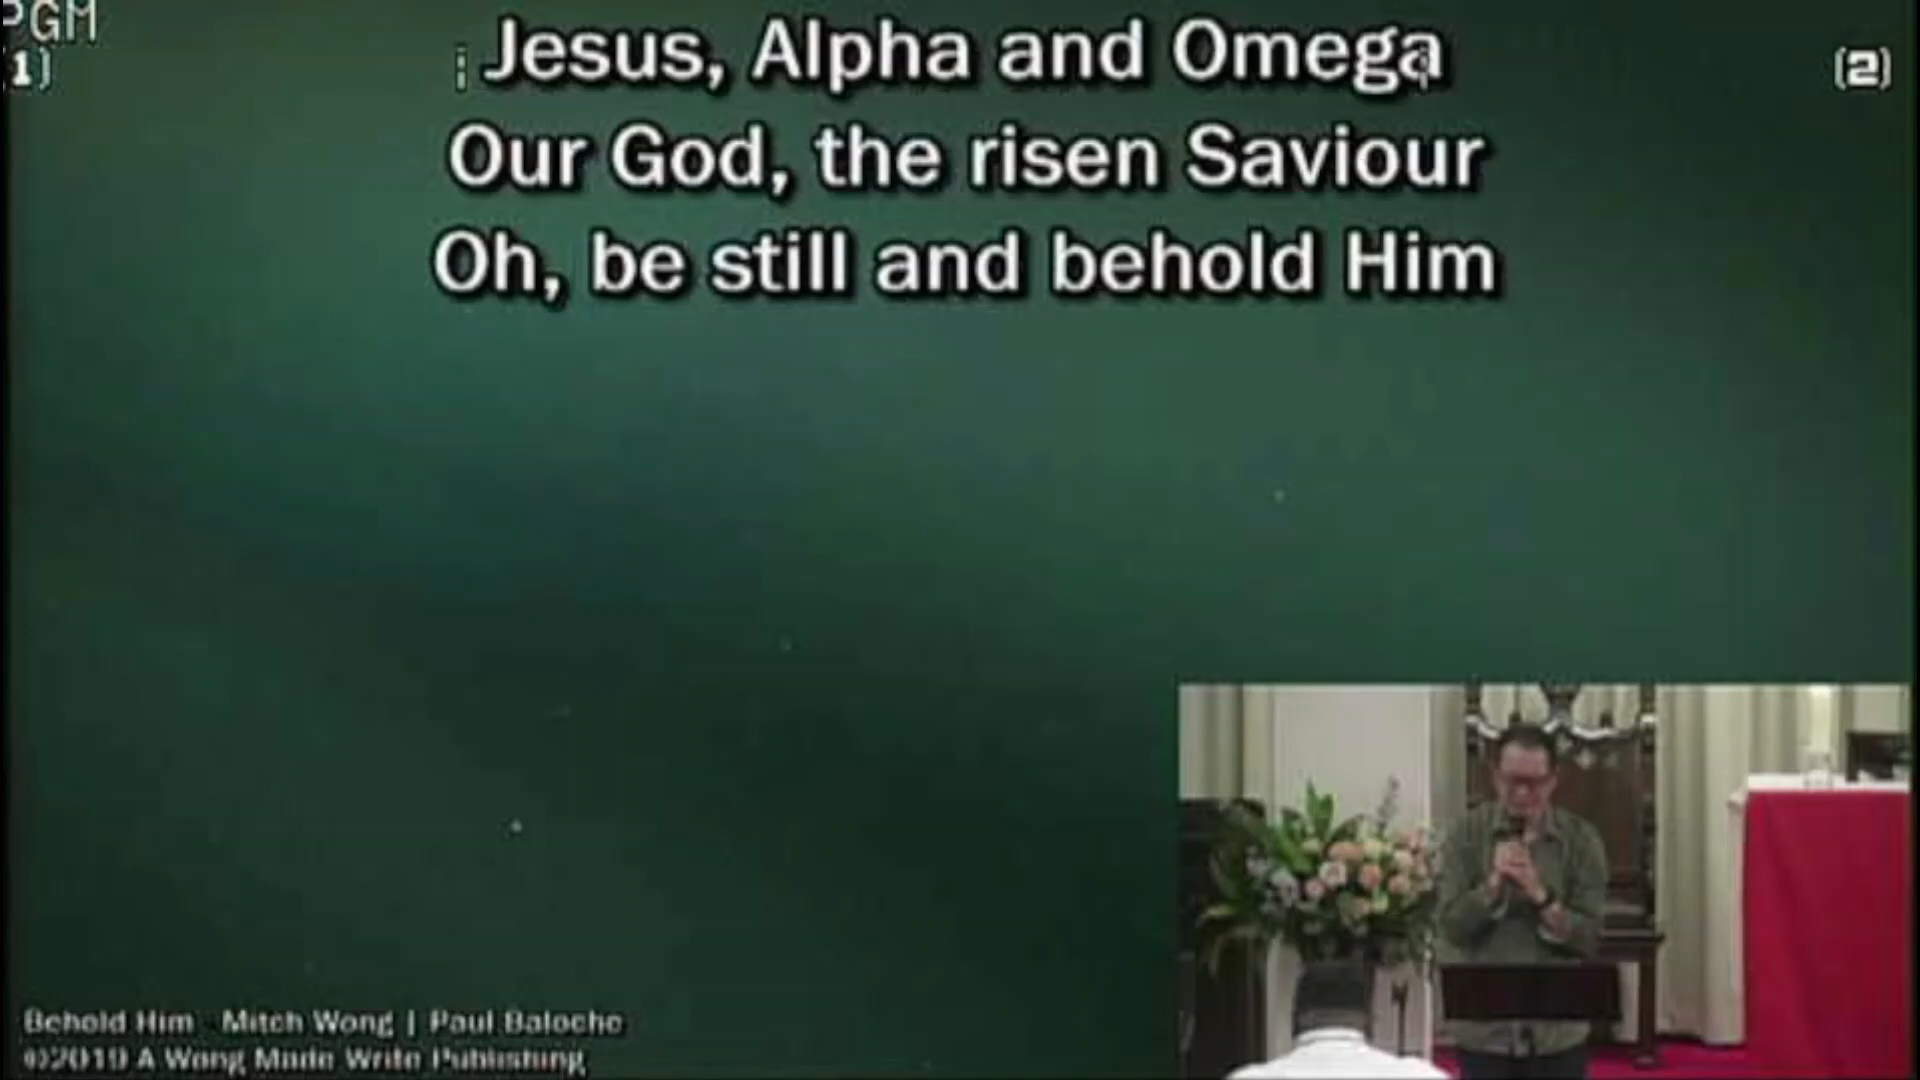 PGM
1)
(2)
Jesus, Alpha and Omega
Our God, the risen Saviour
Oh, be still and behold Him
Behold Him - Mitch Wong | Paul Baloche
©2019 A Wong Made Write Publishing